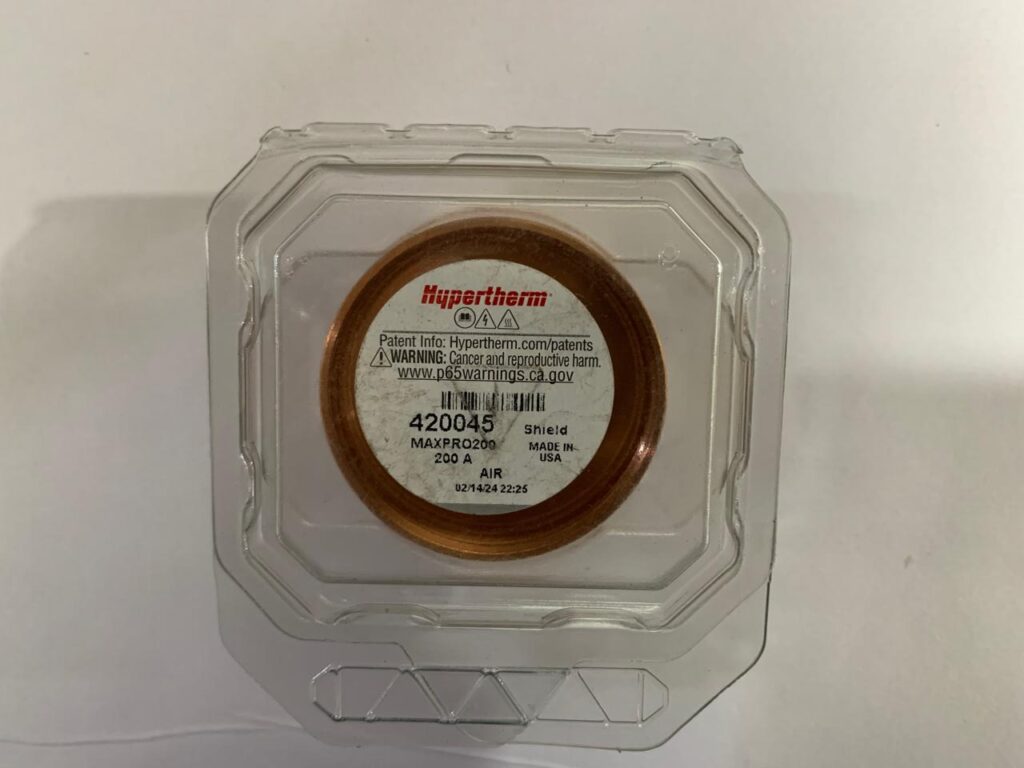 Hypertherm
Patent Info: Hypertherm.com/patents
WARNING: Cancer and reproductive harm.
www.p65warnings.ca.gov
420045 Shield
MAXPRO200 MADE IN
200 A USA
AIR
02/14/24 22:25